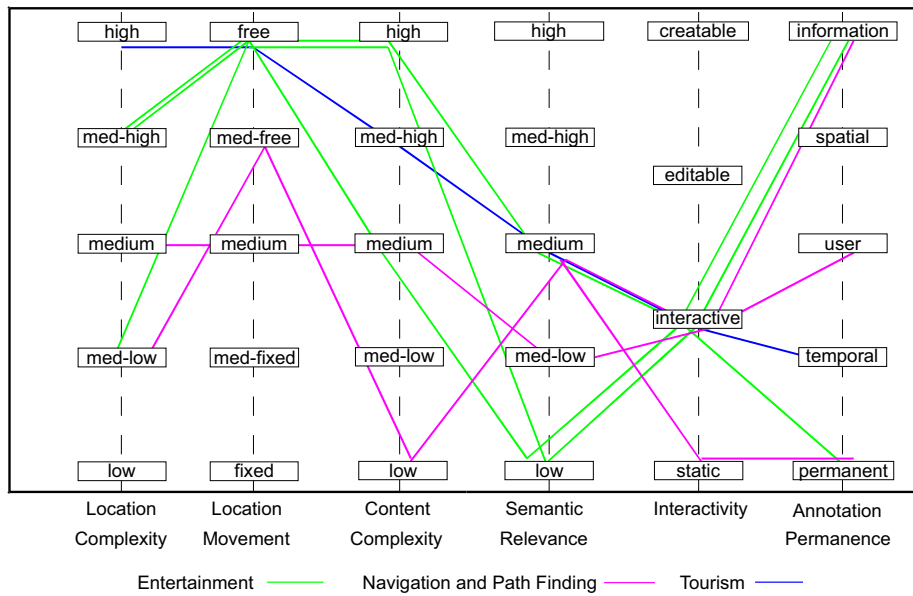 high free high high creatable information
med-high med-free med-high med-high spatial
editable
medium medium medium medium user
interactive
med-low med-fixed med-low med-low temporal
low fixed low low static permanent
Location Location Content Semantic Interactivity Annotation
Complexity Movement Complexity Relevance Permanence
Entertainment Navigation and Path Finding Tourism